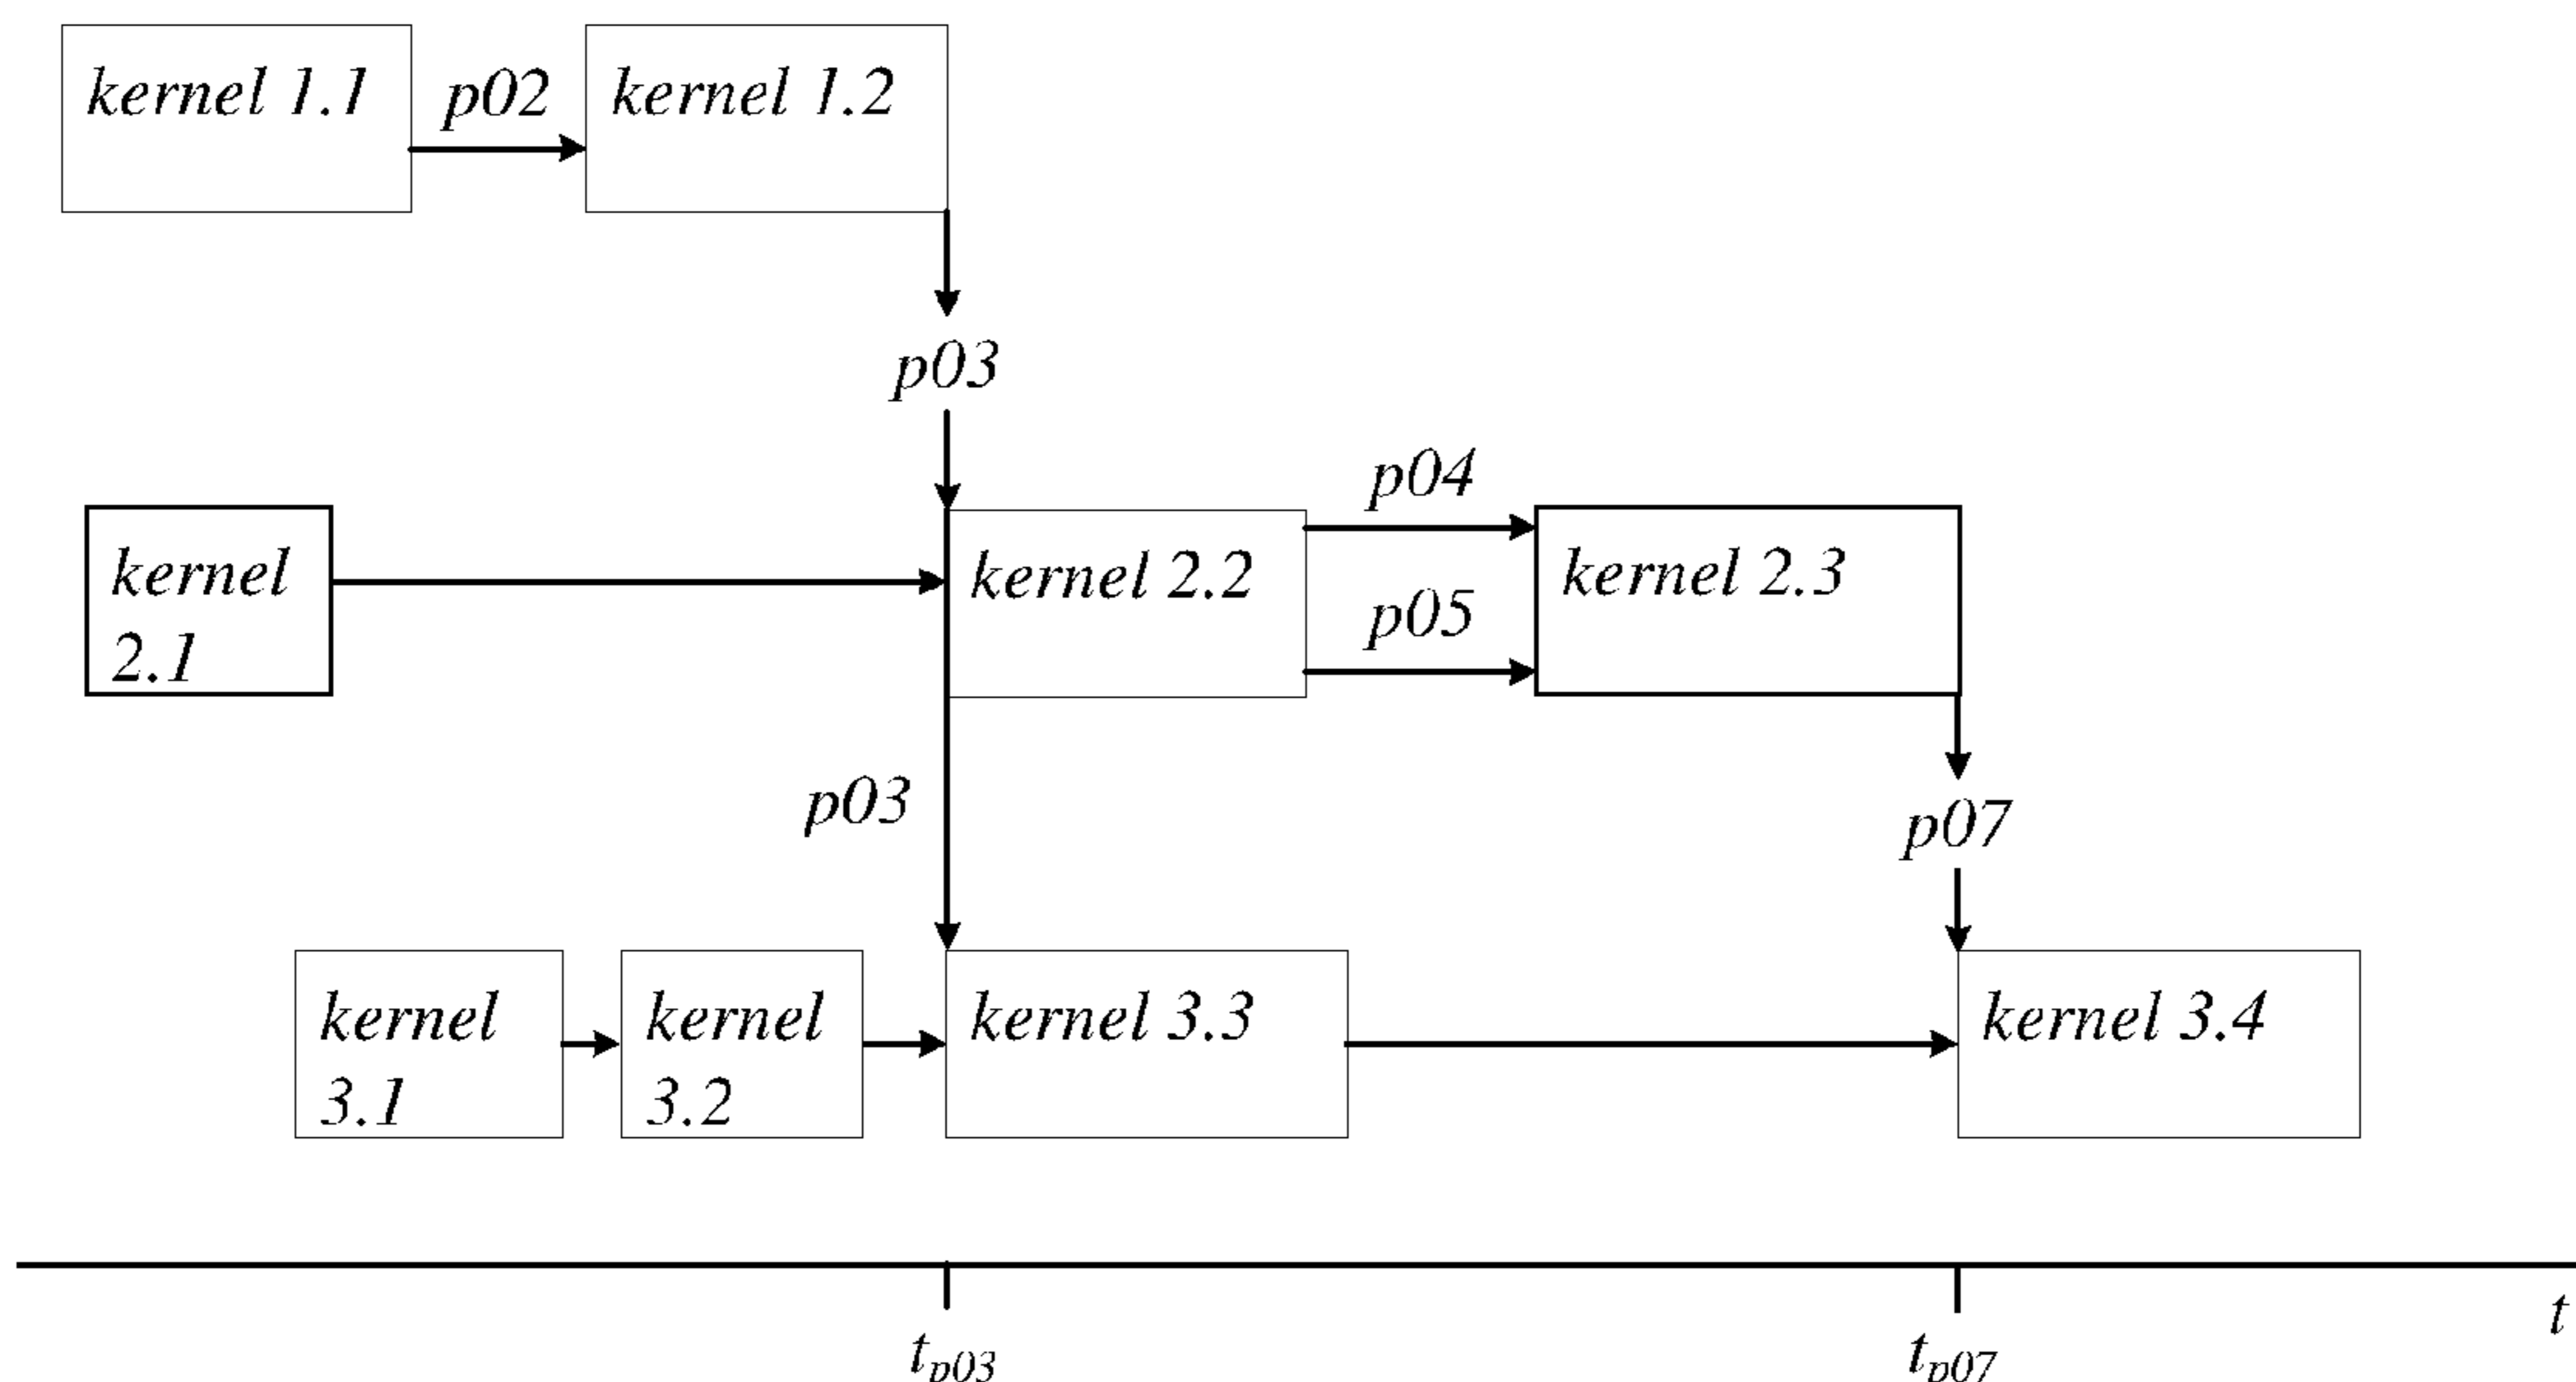 kernel 1.1
p02
kernel 1.2
p03
p04
kernel
2.1
kernel 2.2
kernel 2.3
p05
p03
p07
kernel
3.1
kernel
3.2
kernel 3.3
kernel 3.4
t
tp03
tp07